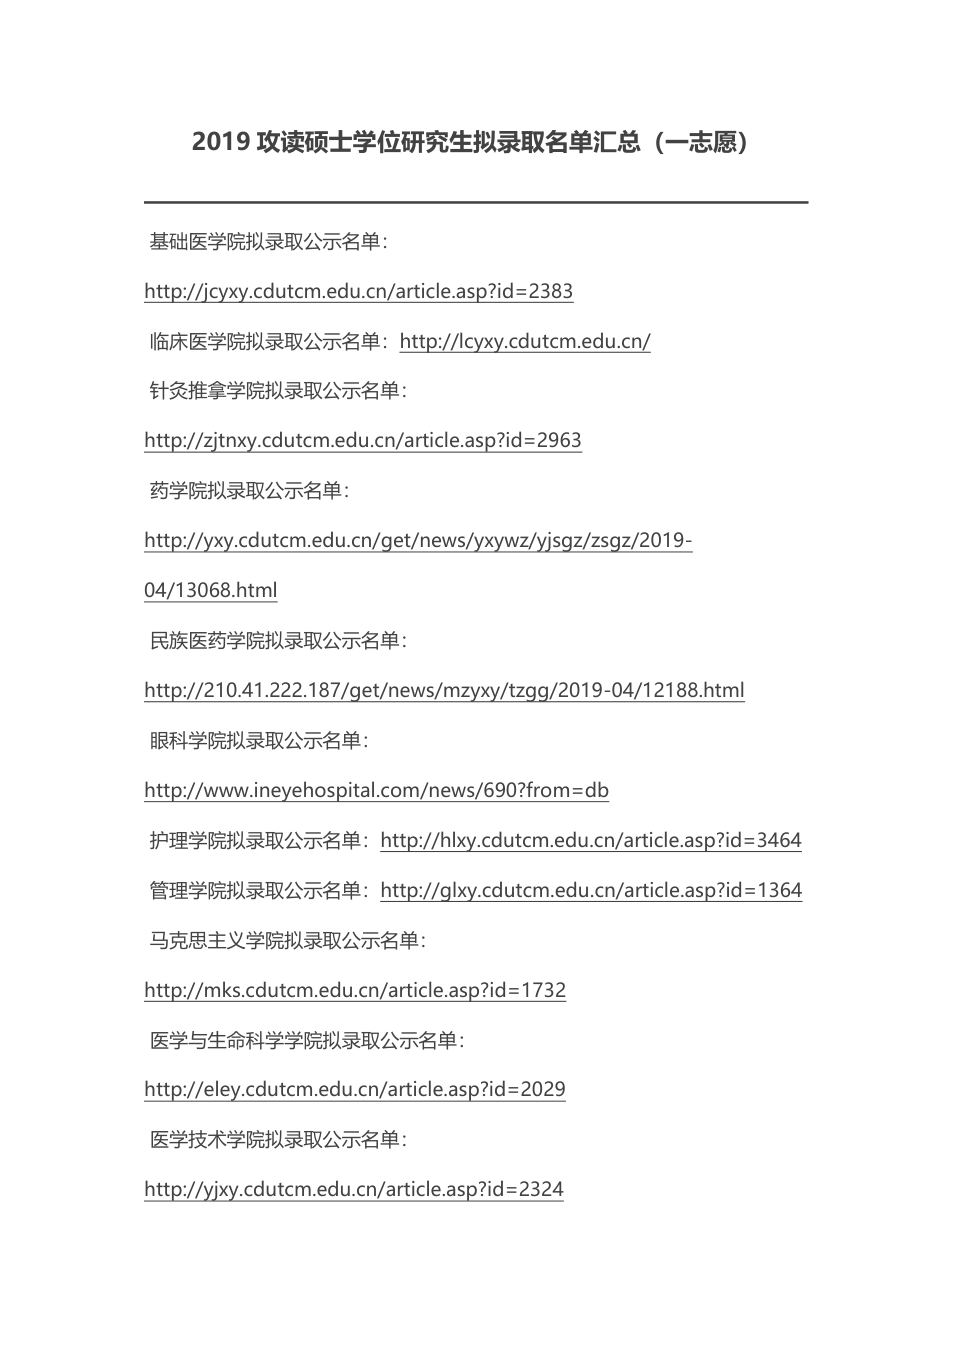 2019攻读硕士学位研究生拟录取名单汇总（一志愿）
基础医学院拟录取公示名单：
http://jcyxy.cdutcm.edu.cn/article.asp?id=2383
临床医学院拟录取公示名单：http://lcyxy.cdutcm.edu.cn/
针灸推拿学院拟录取公示名单：
http://zjtnxy.cdutcm.edu.cn/article.asp?id=2963
药学院拟录取公示名单：
http://yxy.cdutcm.edu.cn/get/news/yxywz/yjsgz/zsgz/2019-
04/13068.html
民族医药学院拟录取公示名单：
http://210.41.222.187/get/news/mzyxy/tzgg/2019-04/12188.html
眼科学院拟录取公示名单：
http://www.ineyehospital.com/news/690?from=db
护理学院拟录取公示名单：http://hlxy.cdutcm.edu.cn/article.asp?id=3464
管理学院拟录取公示名单：http://glxy.cdutcm.edu.cn/article.asp?id=1364
马克思主义学院拟录取公示名单：
http://mks.cdutcm.edu.cn/article.asp?id=1732
医学与生命科学学院拟录取公示名单：
http://eley.cdutcm.edu.cn/article.asp?id=2029
医学技术学院拟录取公示名单：
http://yjxy.cdutcm.edu.cn/article.asp?id=2324